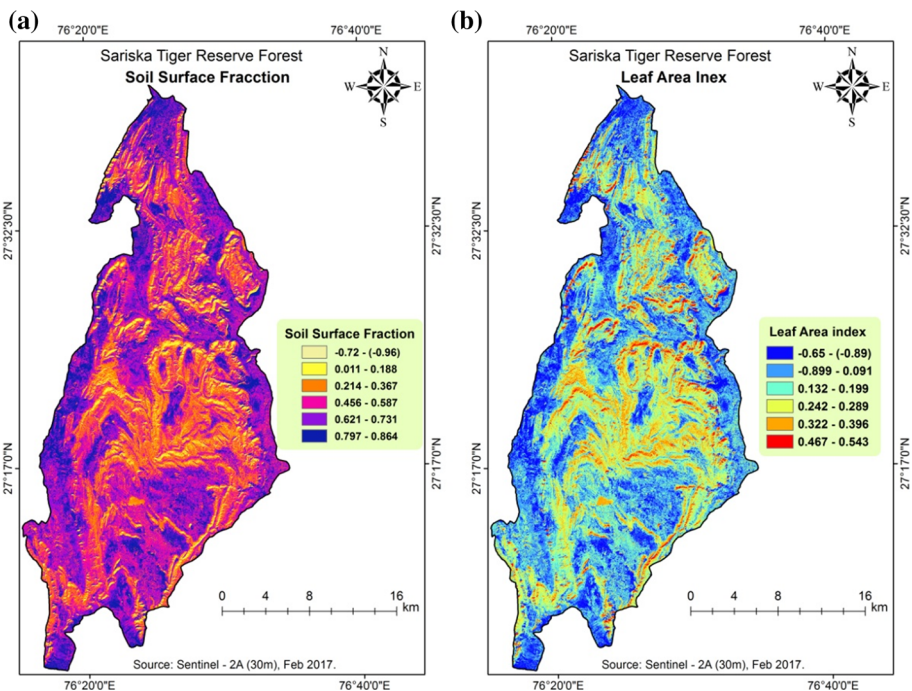 (a)
76°20'0"E
76°40'0"E
Sariska Tiger Reserve Forest
Soil Surface Fracction
N
W
E
S
27°32'30"N
27°32'30"N
Soil Surface Fraction
-0.72 - (-0.96)
0.011 - 0.188
0.214 - 0.367
0.456 - 0.587
0.621 - 0.731
0.797 - 0.864
27°17'0"N
27°17'0"N
0 4 8 16
km
Source: Sentinel - 2A (30m), Feb 2017.
76°20'0"E
76°40'0"E
(b)
76°20'0"E
76°40'0"E
Sariska Tiger Reserve Forest
Leaf Area Inex
N
W
E
S
27°32'30"N
27°32'30"N
Leaf Area index
-0.65 - (-0.89)
-0.899 - 0.091
0.132 - 0.199
0.242 - 0.289
0.322 - 0.396
0.467 - 0.543
27°17'0"N
27°17'0"N
0 4 8 16
km
Source: Sentinel - 2A (30m), Feb 2017.
76°20'0"E
76°40'0"E